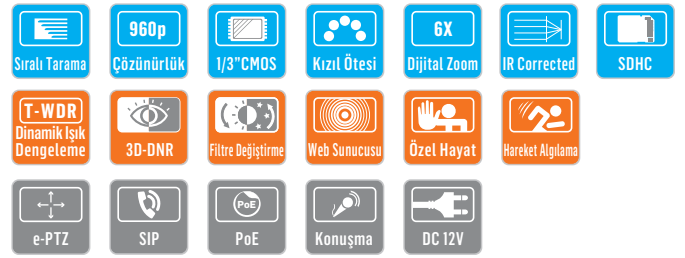 Sıralı Tarama
960p
Çözünürlük
1/3"CMOS
Kızıl Ötesi
6X
Dijital Zoom
IR Corrected
SDHC
T-WDR
Dinamik Işık
Dengeleme
3D-DNR
Filtre Değiştirme
Web Sunucusu
Özel Hayat
Hareket Algılama
e-PTZ
SIP
PoE
PoE
Konuşma
DC 12V